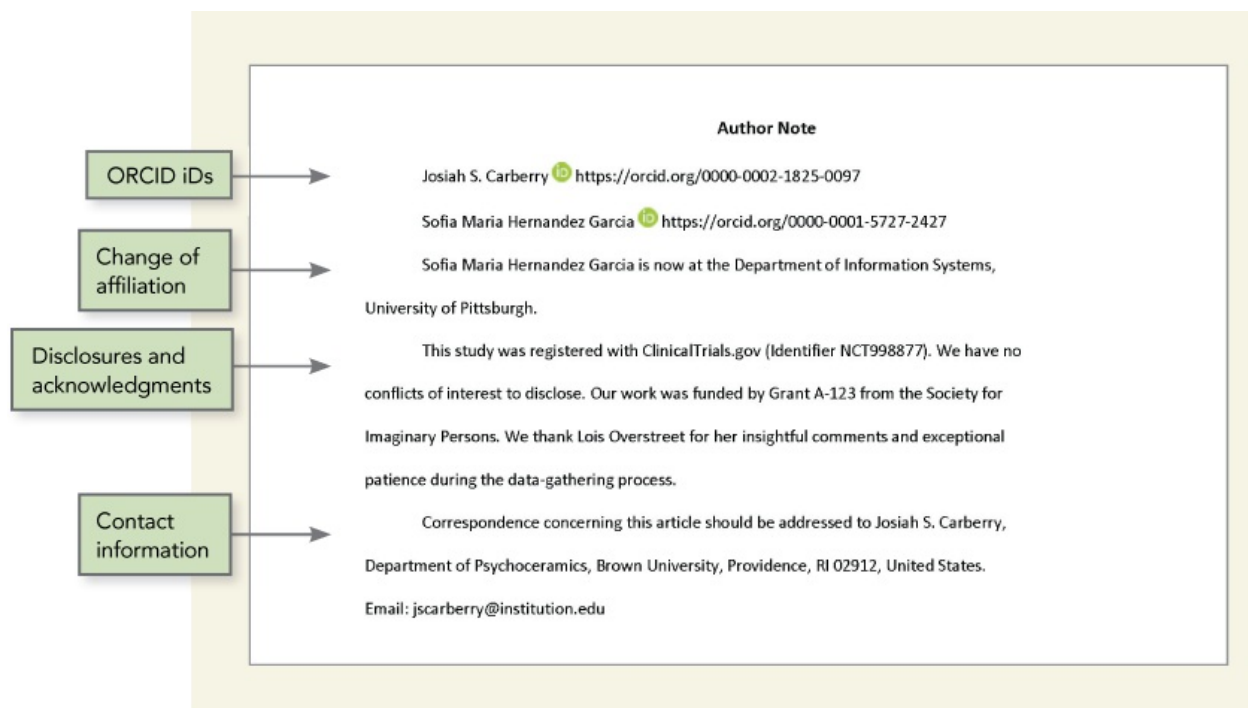 Author Note
ORCID iDs
Josiah S. Carberry iD https://orcid.org/0000-0002-1825-0097
Sofia Maria Hernandez Garcia iD https://orcid.org/0000-0001-5727-2427
Change of
affiliation
Sofia Maria Hernandez Garcia is now at the Department of Information Systems,
University of Pittsburgh.
Disclosures and
acknowledgments
This study was registered with ClinicalTrials.gov (Identifier NCT998877). We have no
conflicts of interest to disclose. Our work was funded by Grant A-123 from the Society for
Imaginary Persons. We thank Lois Overstreet for her insightful comments and exceptional
patience during the data-gathering process.
Contact
information
Correspondence concerning this article should be addressed to Josiah S. Carberry,
Department of Psychoceramics, Brown University, Providence, RI 02912, United States.
Email: jscarberry@institution.edu